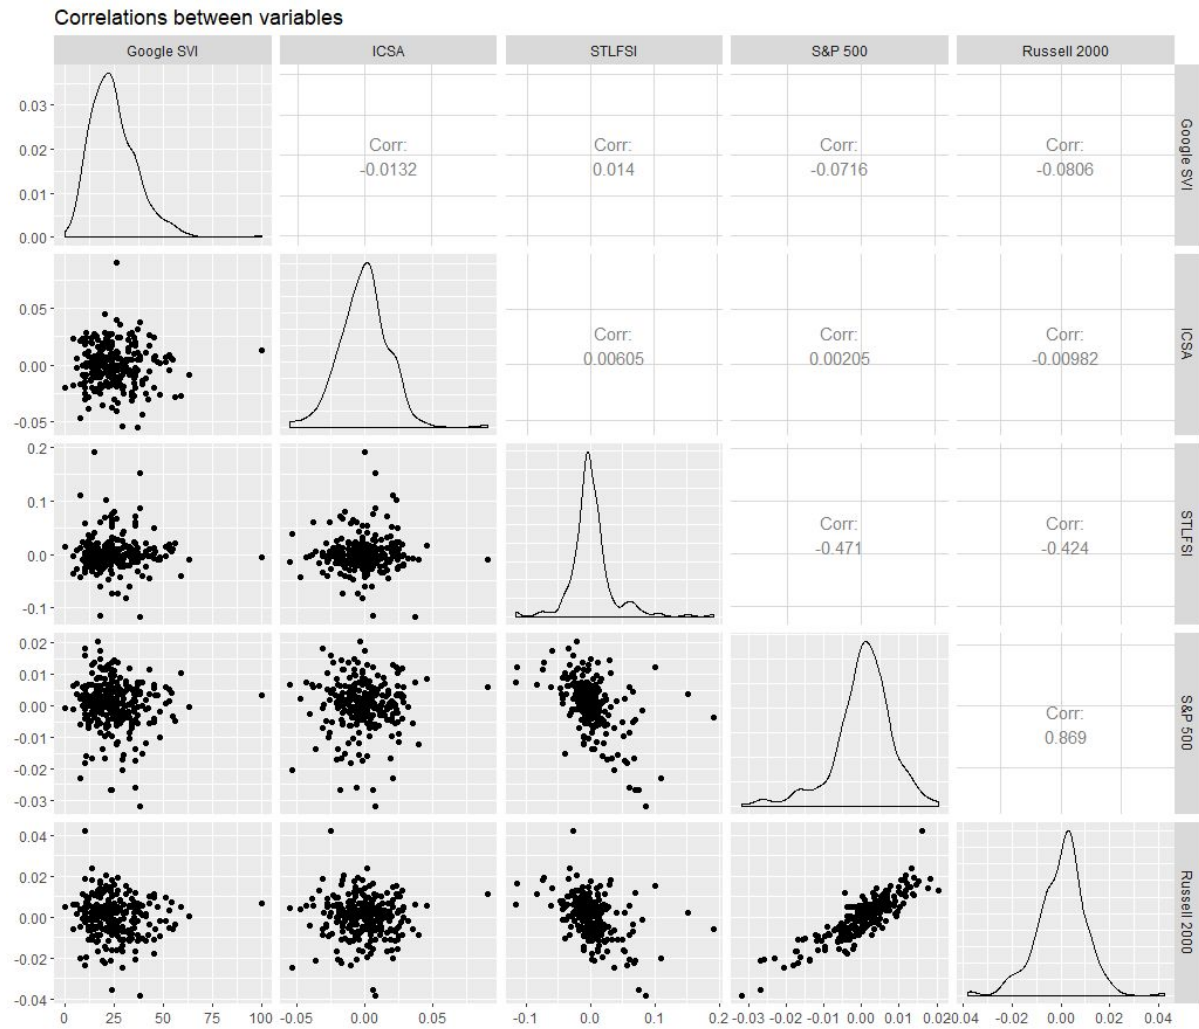 Correlations between variables
Google SVI ICSA STLFSI S&P 500 Russell 2000
0.03
0.02
0.01
0.00
Corr:
-0.0132
Corr:
0.014
Corr:
-0.0716
Corr:
-0.0806
Google SVI
0.05
0.00
-0.05
Corr:
0.00605
Corr:
0.00205
Corr:
-0.00982
ICSA
0.2
0.1
0.0
-0.1
Corr:
-0.471
Corr:
-0.424
STLFSI
0.02
0.01
0.00
-0.01
-0.02
-0.03
Corr:
0.869
S&P 500
0.04
0.02
0.00
-0.02
-0.04
Russell 2000
0 25 50 75 100 -0.05 0.00 0.05 -0.1 0.0 0.1 0.2 -0.03 -0.02 -0.01 0.00 0.01 0.02 -0.04 -0.02 0.00 0.02 0.04